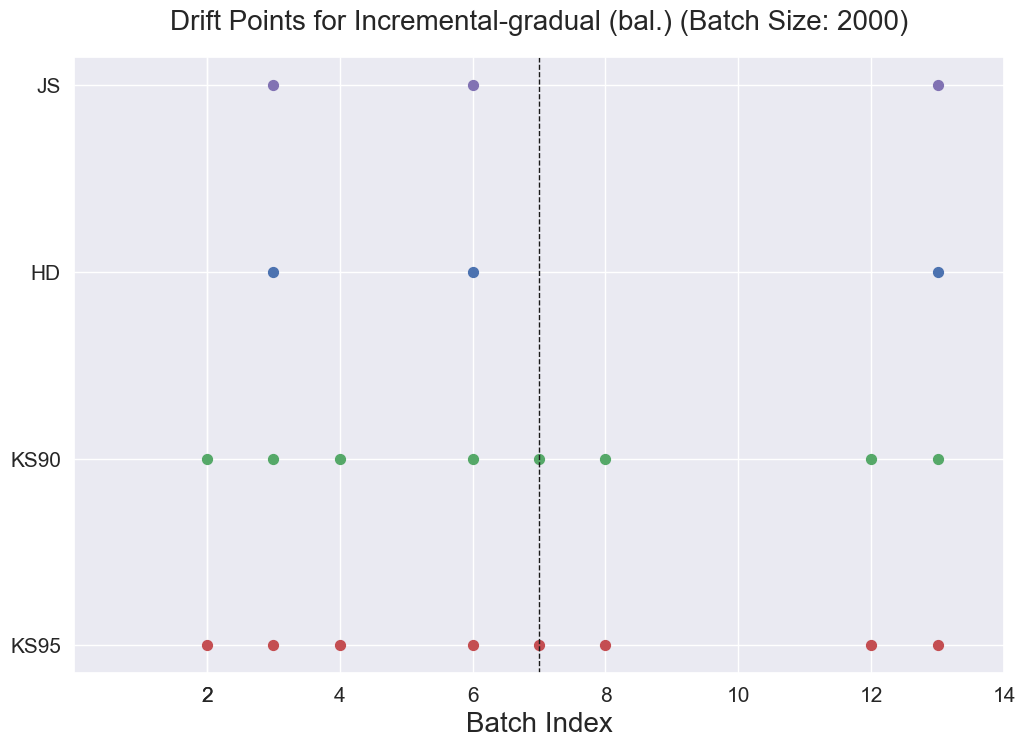 Drift Points for Incremental-gradual (bal.) (Batch Size: 2000)
JS
HD
KS90
KS95
2 4 6 8 10 12 14
Batch Index